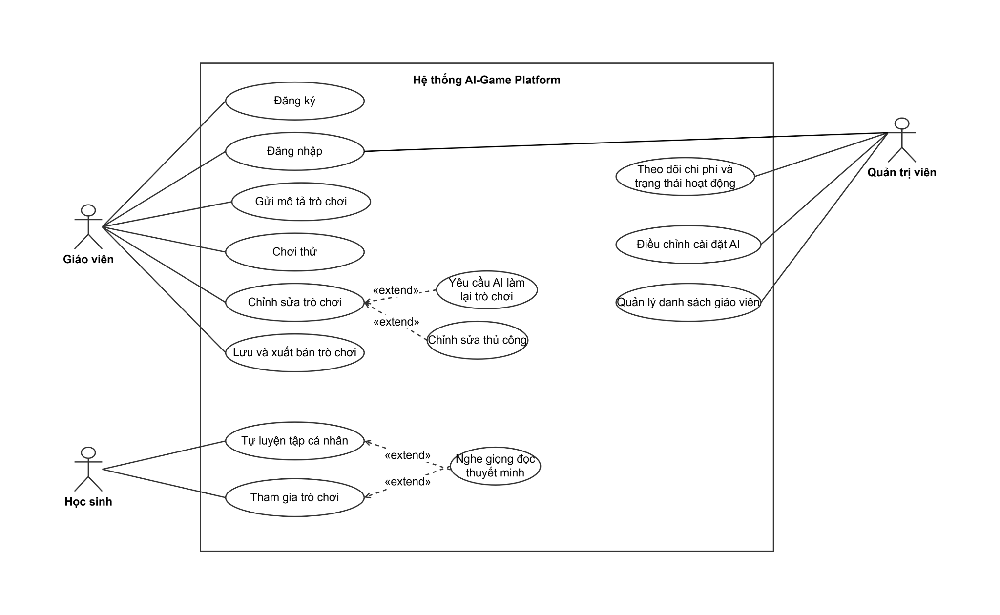 Hệ thống AI-Game Platform
Đăng ký
Đăng nhập
Gửi mô tả trò chơi
Chơi thử
Chỉnh sửa trò chơi
Lưu và xuất bản trò chơi
«extend»
Yêu cầu AI làm
lại trò chơi
«extend»
Chỉnh sửa thủ công
Theo dõi chi phí và
trạng thái hoạt động
Điều chỉnh cài đặt AI
Quản lý danh sách giáo viên
Quản trị viên
Giáo viên
Tự luyện tập cá nhân
«extend»
Nghe giọng đọc
thuyết minh
«extend»
Tham gia trò chơi
Học sinh